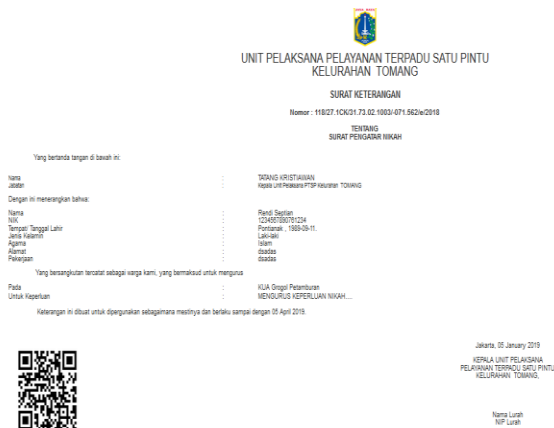 UNIT PELAKSANA PELAYANAN TERPADU SATU PINTU
KELURAHAN TOMANG
SURAT KETERANGAN
Nomor : 118/27.1CK/31.73.02.1003/-071.562/e/2018
TENTANG
SURAT PENGATAR NIKAH
Yang bertanda tangan di bawah ini:
Nama : TATANG KRISTIAWAN
Jabatan : Kepala Unit Pelaksana PTSP Kelurahan TOMANG
Dengan ini menerangkan bahwa:
Nama : Rendi Septian
NIK : 1234567890761234
Tempat/ Tanggal Lahir : Pontianak , 1989-09-11.
Jenis Kelamin : Laki-laki
Agama : Islam
Alamat : dsadas
Pekerjaan : dsadas
Yang bersangkutan tercatat sebagai warga kami, yang bermaksud untuk mengurus
Pada : KUA Grogol Petamburan
Untuk Keperluan : MENGURUS KEPERLUAN NIKAH....
Keterangan ini dibuat untuk dipergunakan sebagaimana mestinya dan berlaku sampai dengan 05 April 2019.
Jakarta, 05 January 2019
KEPALA UNIT PELAKSANA
PELAYANAN TERPADU SATU PINTU
KELURAHAN TOMANG,
Nama Lurah
NIP Lurah